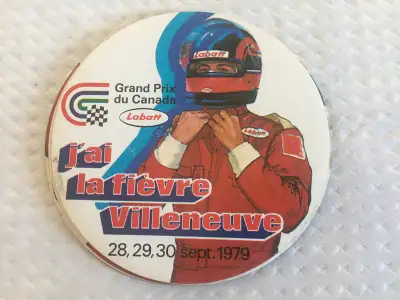 Labatt
Grand Prix
du Canada
Labatt
Labatt
j'ai
la fièvre
Villeneuve
28, 29, 30 sept. 1979